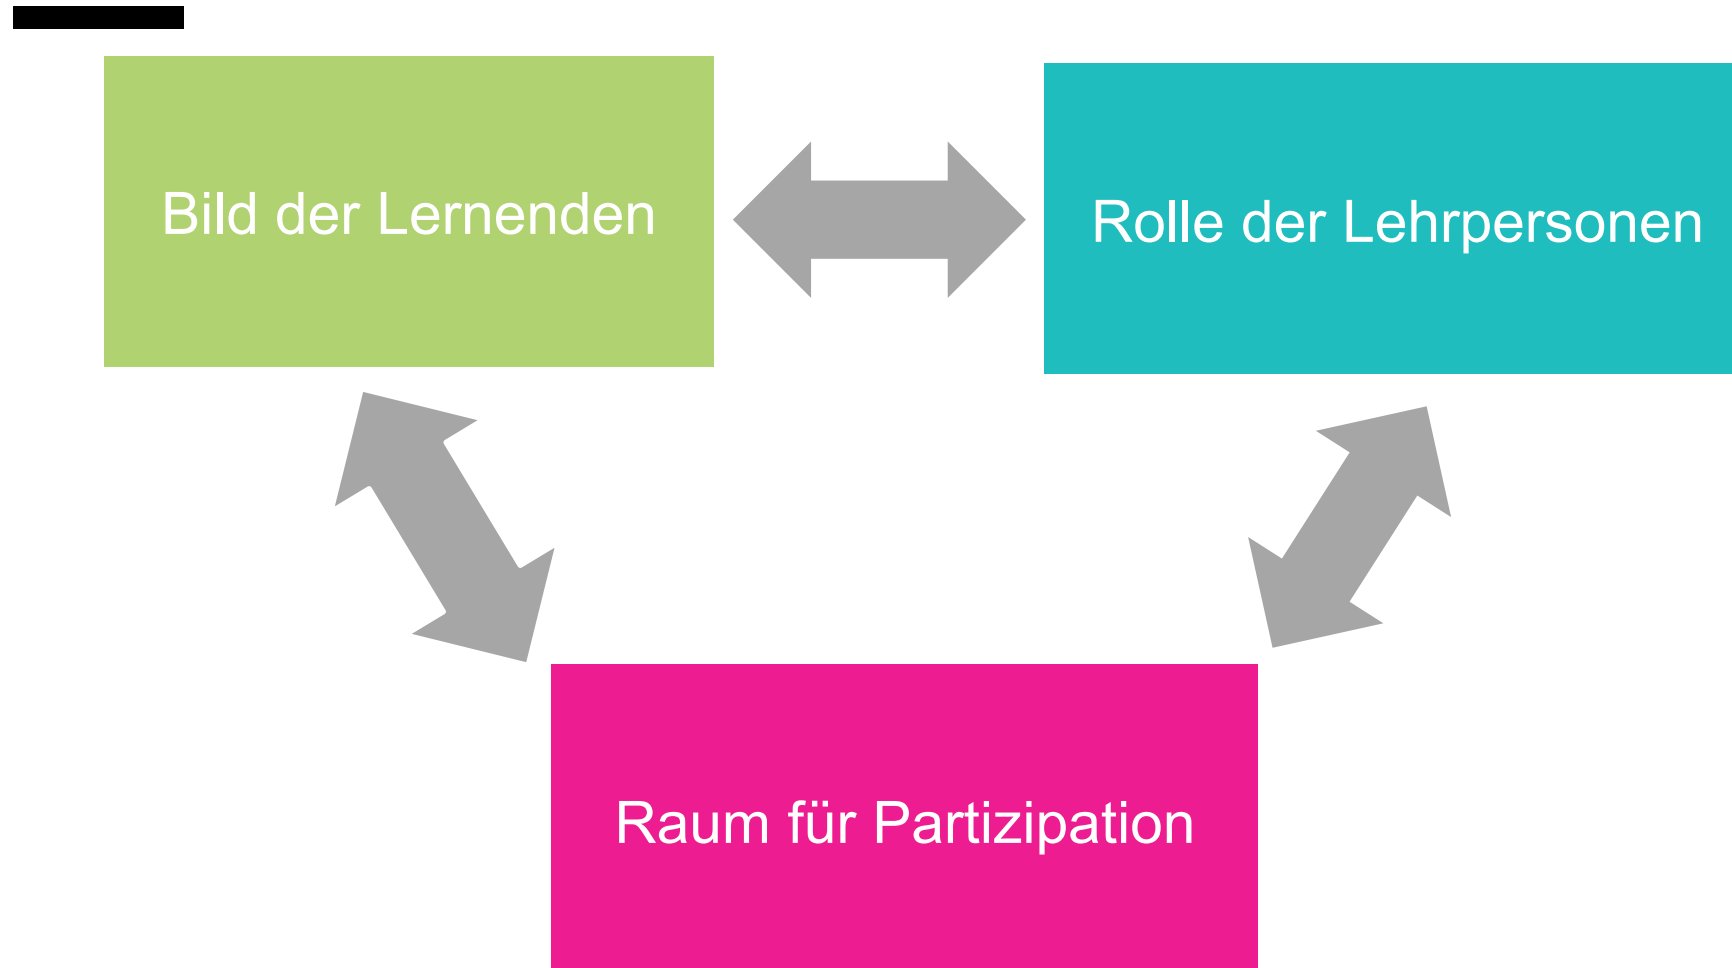 Bild der Lernenden
Rolle der Lehrpersonen
Raum für Partizipation